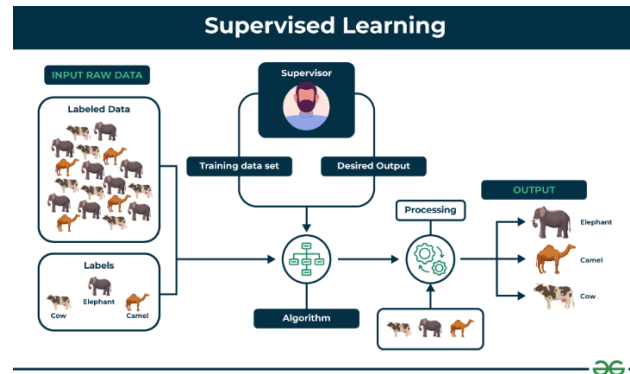 Supervised Learning
INPUT RAW DATA
Labeled Data
Supervisor
Training data set
Desired Output
OUTPUT
Processing
Elephant
Camel
Cow
Labels
Elephant
Cow
Camel
Algorithm